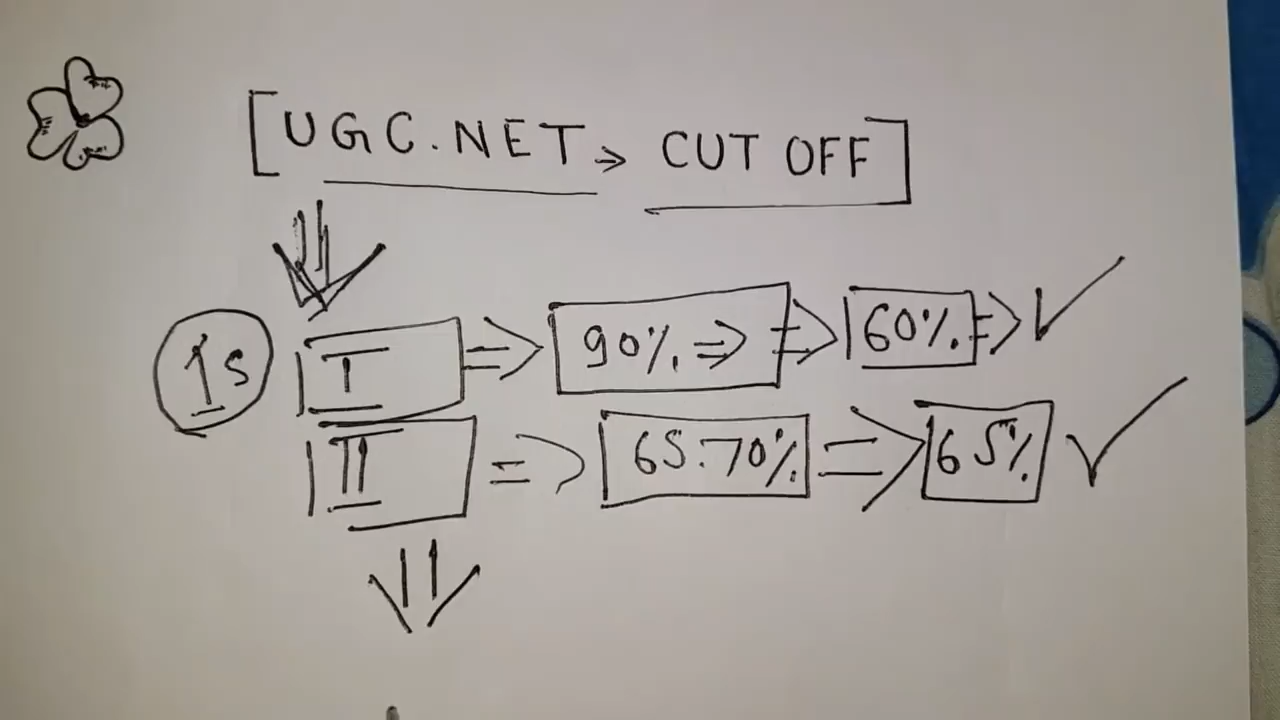 [UGC.NET ⇒ CUT OFF]
1s
I ⇒ 90% ⇒ ⇒ 60% ⇒ ✓
II ⇒ 65.70% ⇒ 65% ✓